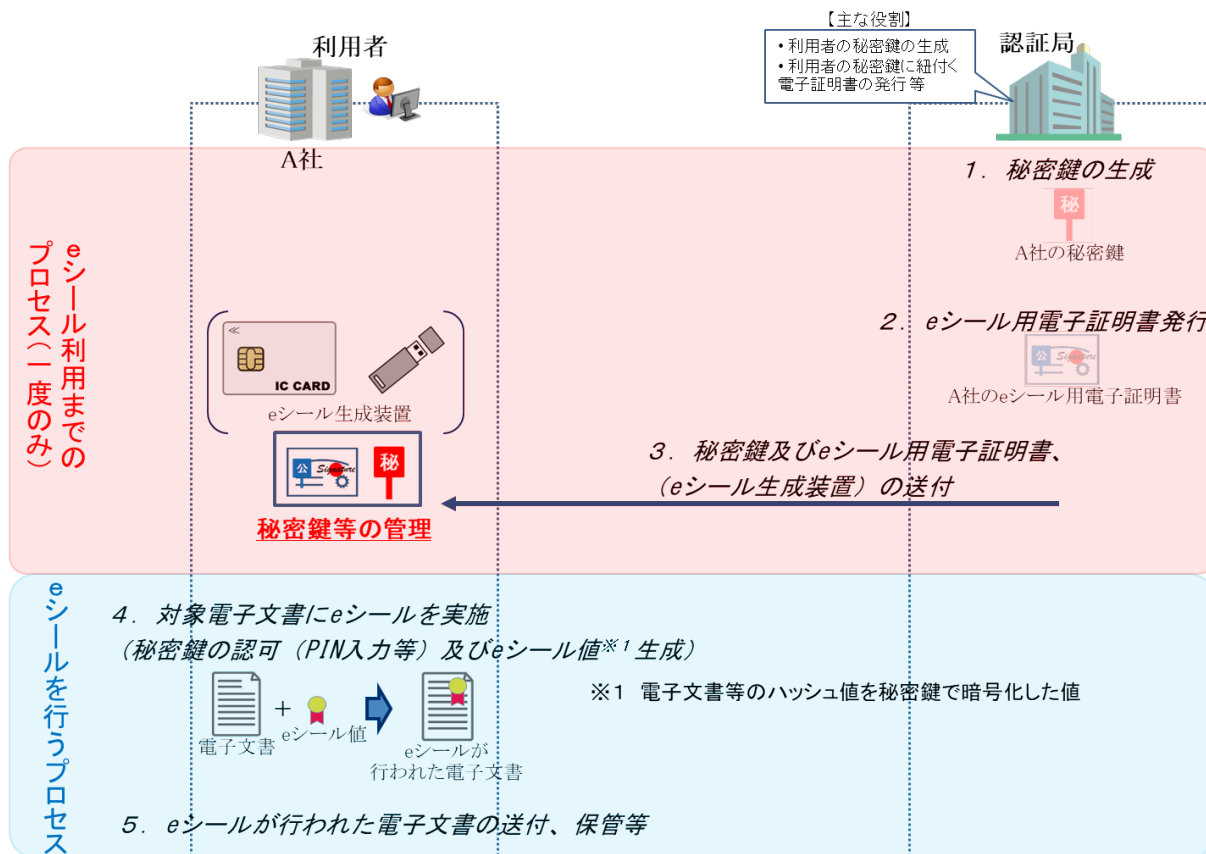 【主な役割】
・利用者の秘密鍵の生成
・利用者の秘密鍵に紐付く
電子証明書の発行等
利用者
認証局
A社
eシール利用までの
プロセス（一度のみ）
1. 秘密鍵の生成
秘
A社の秘密鍵
2. eシール用電子証明書発行
公 Signature
A社のeシール用電子証明書
IC CARD
eシール生成装置
公 Signature 秘
秘密鍵等の管理
3. 秘密鍵及びeシール用電子証明書、
（eシール生成装置）の送付
eシールを行うプロセス
4. 対象電子文書にeシールを実施
（秘密鍵の認可（PIN入力等）及びeシール値※1生成）
※1 電子文書等のハッシュ値を秘密鍵で暗号化した値
+
電子文書
eシール値
eシールが
行われた電子文書
5. eシールが行われた電子文書の送付、保管等